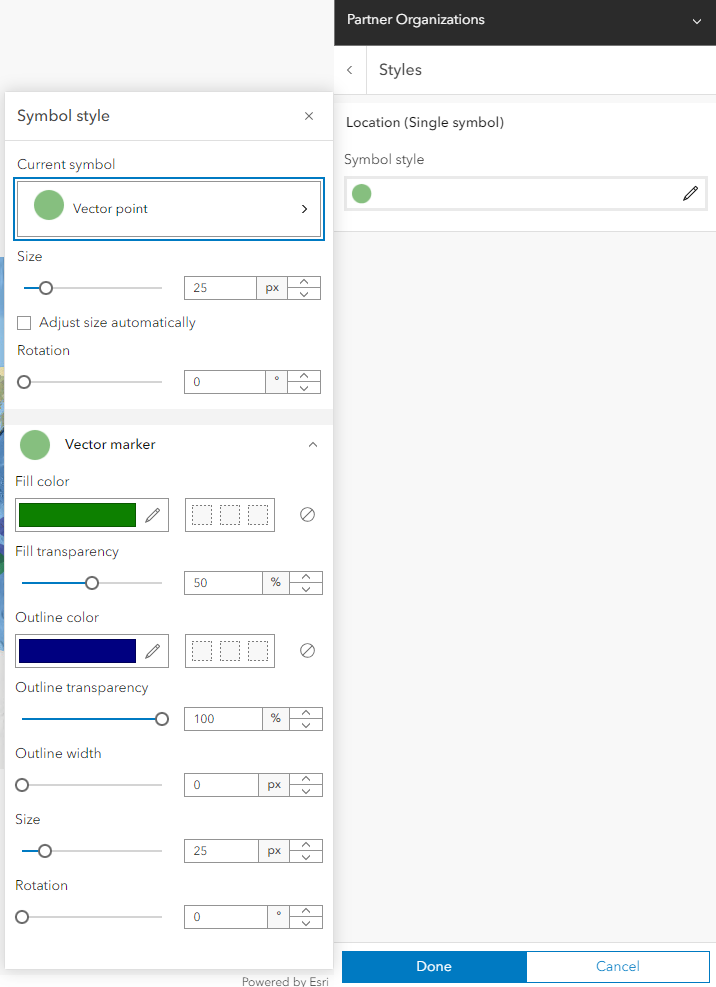 Partner Organizations
Styles
Location (Single symbol)
Symbol style
Symbol style
Current symbol
Vector point
Size
25 px
Adjust size automatically
Rotation
0 °
Vector marker
Fill color
Fill transparency
50 %
Outline color
Outline transparency
100 %
Outline width
0 px
Size
25 px
Rotation
0 °
Powered by Esri
Done
Cancel